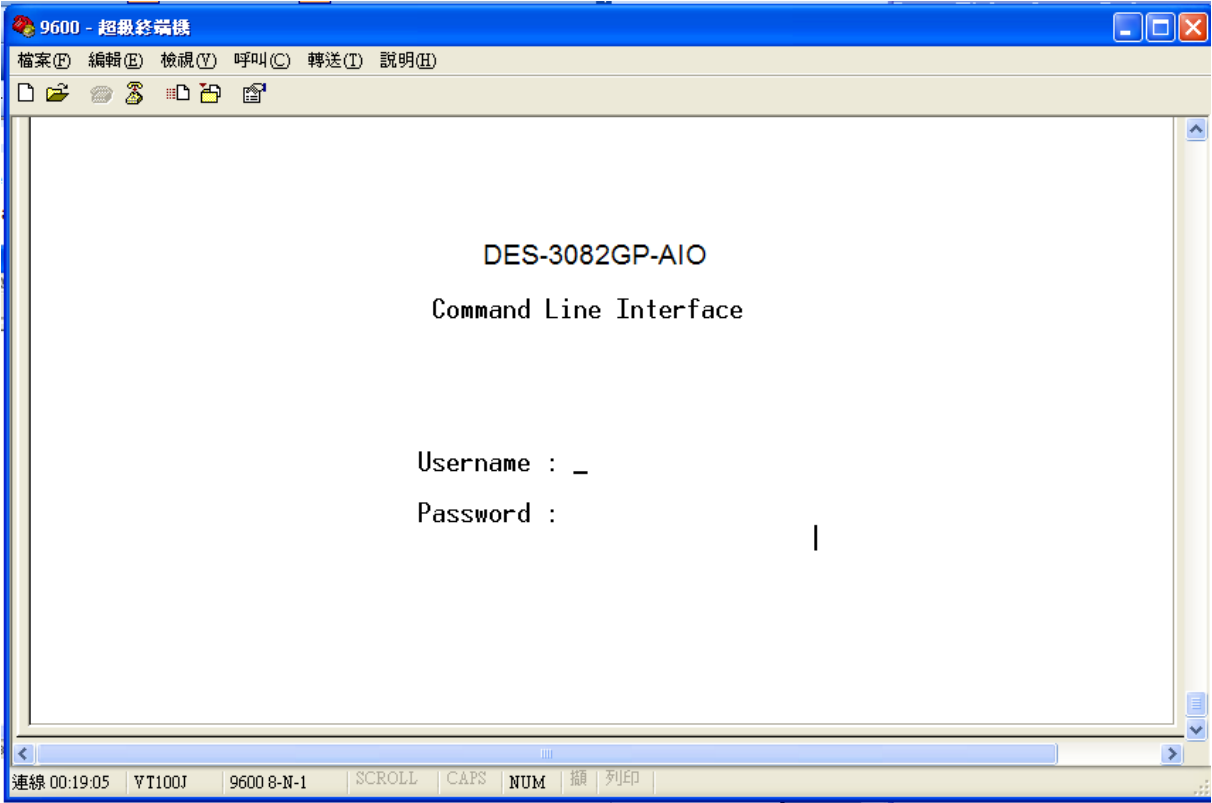 9600 - 超級終端機
檔案(F) 編輯(E) 檢視(V) 呼叫(C) 轉送(T) 說明(H)
DES-3082GP-AIO
Command Line Interface
Username : _
Password :
連線 00:19:05 VT100J 9600 8-N-1 SCROLL CAPS NUM 擷 列印